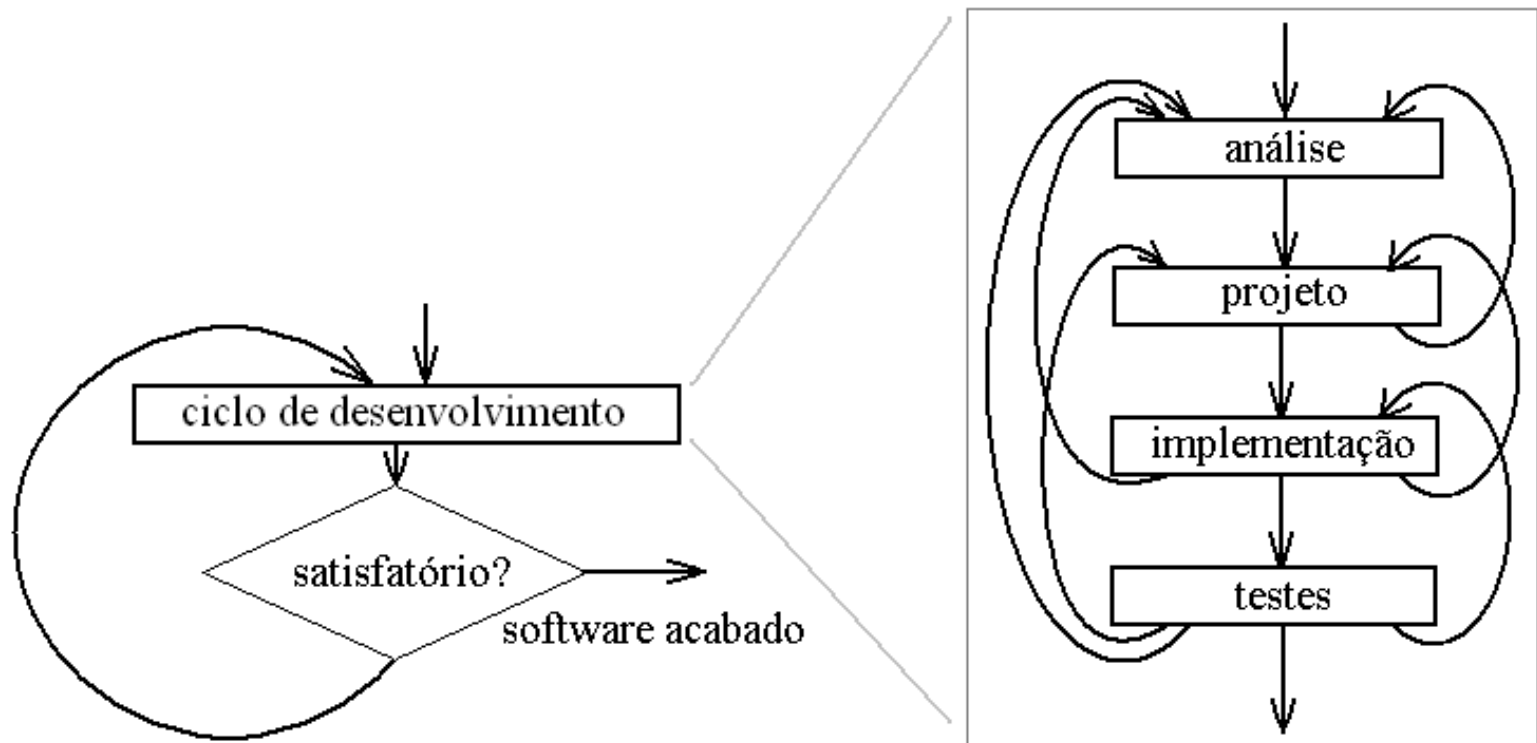 ciclo de desenvolvimento
satisfatório?
software acabado
análise
projeto
implementação
testes